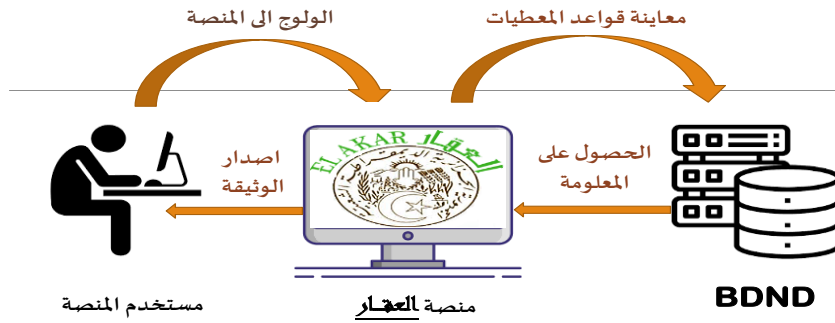 معاينة قواعد المعطيات
الولوج الى المنصة
ELAKAR العقار
الحصول على
المعلومة
اصدار
الوثيقة
BDND
منصة العقار
مستخدم المنصة